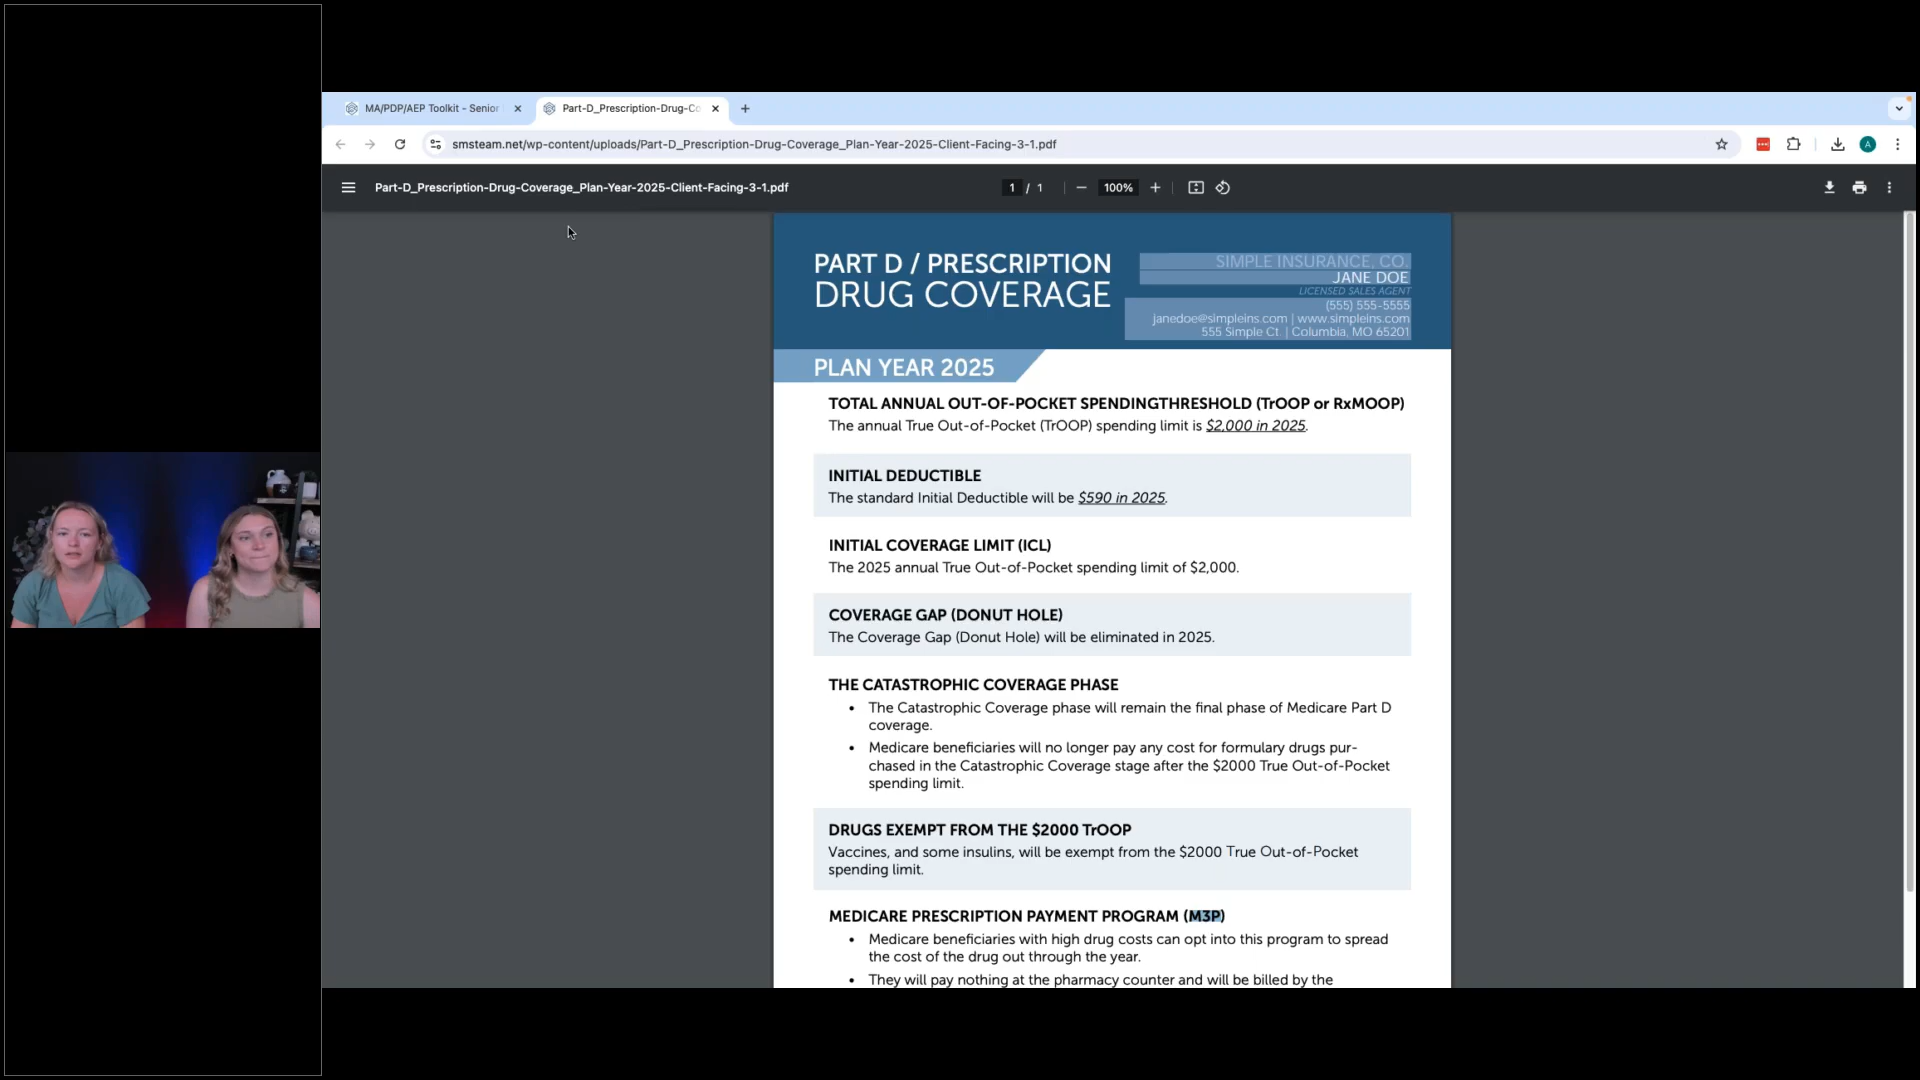 MA/PDP/AEP Toolkit - Senior
Part-D_Prescription-Drug-Co
smsteam.net/wp-content/uploads/Part-D_Prescription-Drug-Coverage_Plan-Year-2025-Client-Facing-3-1.pdf
A
Part-D_Prescription-Drug-Coverage_Plan-Year-2025-Client-Facing-3-1.pdf
1 / 1
100%
PART D / PRESCRIPTION
DRUG COVERAGE
SIMPLE INSURANCE, CO.
JANE DOE
LICENSED SALES AGENT
(555) 555-5555
janedoe@simpleins.com | www.simpleins.com
555 Simple Ct. | Columbia, MO 65201
PLAN YEAR 2025
TOTAL ANNUAL OUT-OF-POCKET SPENDINGTHRESHOLD (TrOOP or RxMOOP)
The annual True Out-of-Pocket (TrOOP) spending limit is $2,000 in 2025.
INITIAL DEDUCTIBLE
The standard Initial Deductible will be $590 in 2025.
INITIAL COVERAGE LIMIT (ICL)
The 2025 annual True Out-of-Pocket spending limit of $2,000.
COVERAGE GAP (DONUT HOLE)
The Coverage Gap (Donut Hole) will be eliminated in 2025.
THE CATASTROPHIC COVERAGE PHASE
• The Catastrophic Coverage phase will remain the final phase of Medicare Part D
coverage.
• Medicare beneficiaries will no longer pay any cost for formulary drugs pur-
chased in the Catastrophic Coverage stage after the $2000 True Out-of-Pocket
spending limit.
DRUGS EXEMPT FROM THE $2000 TrOOP
Vaccines, and some insulins, will be exempt from the $2000 True Out-of-Pocket
spending limit.
MEDICARE PRESCRIPTION PAYMENT PROGRAM (M3P)
• Medicare beneficiaries with high drug costs can opt into this program to spread
the cost of the drug out through the year.
• They will pay nothing at the pharmacy counter and will be billed by the